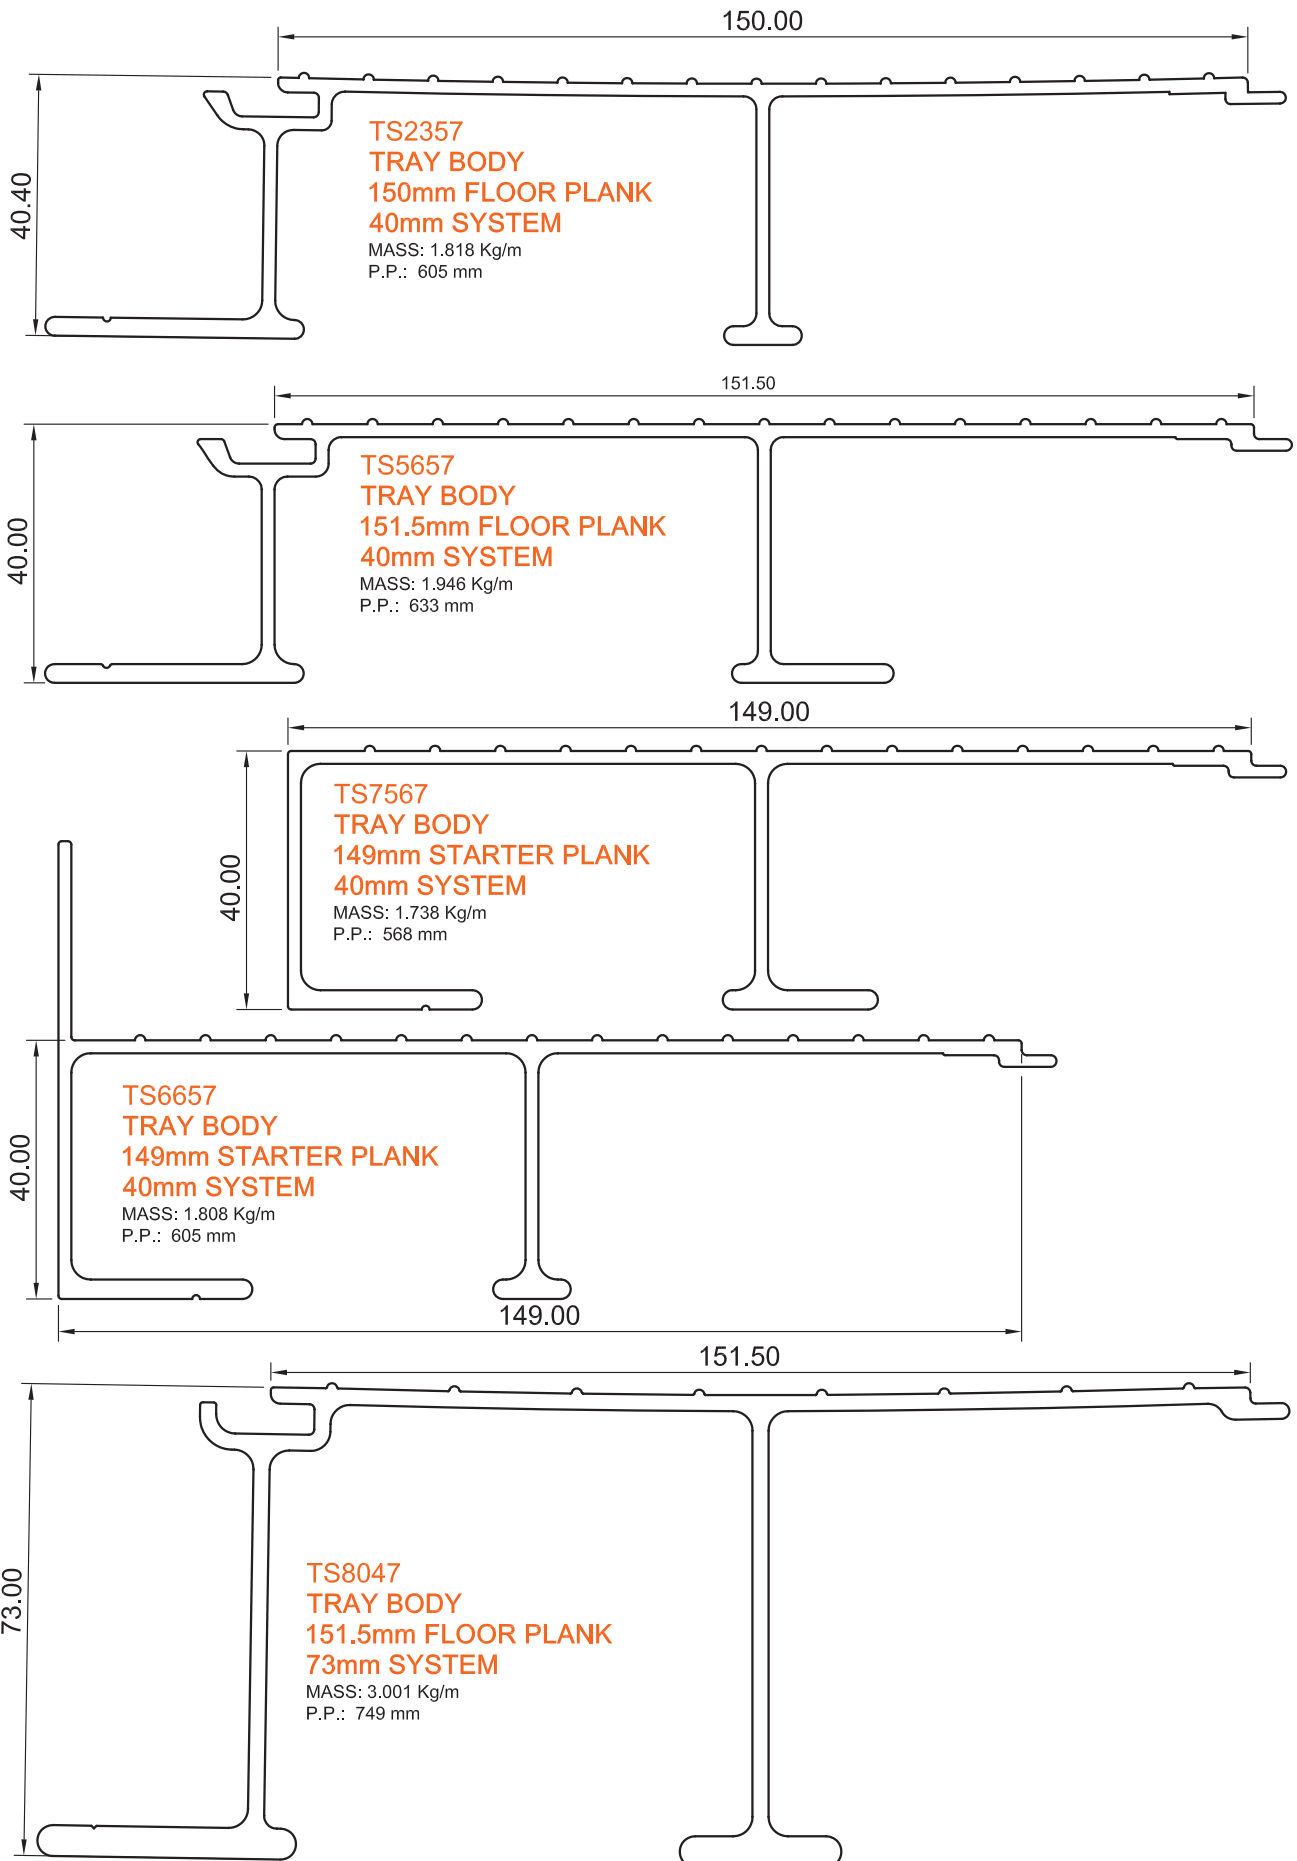 150.00
40.40
TS2357
TRAY BODY
150mm FLOOR PLANK
40mm SYSTEM
MASS: 1.818 Kg/m
P.P.: 605 mm
151.50
40.00
TS5657
TRAY BODY
151.5mm FLOOR PLANK
40mm SYSTEM
MASS: 1.946 Kg/m
P.P.: 633 mm
149.00
40.00
TS7567
TRAY BODY
149mm STARTER PLANK
40mm SYSTEM
MASS: 1.738 Kg/m
P.P.: 568 mm
40.00
TS6657
TRAY BODY
149mm STARTER PLANK
40mm SYSTEM
MASS: 1.808 Kg/m
P.P.: 605 mm
149.00
151.50
73.00
TS8047
TRAY BODY
151.5mm FLOOR PLANK
73mm SYSTEM
MASS: 3.001 Kg/m
P.P.: 749 mm